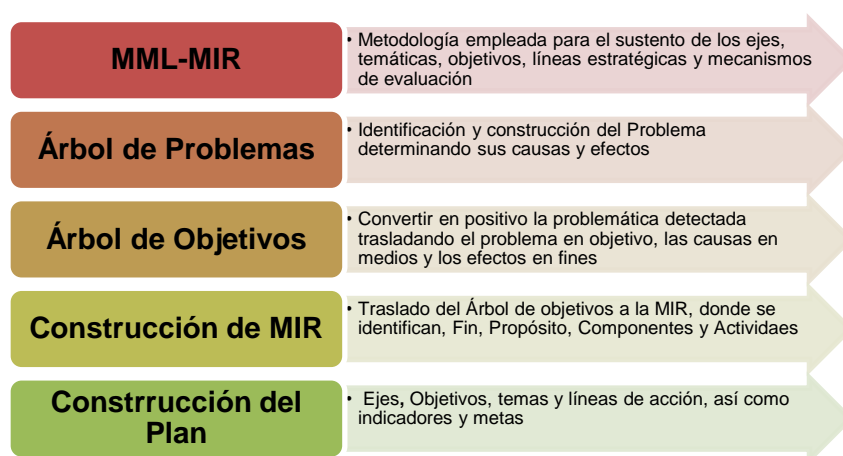 MML-MIR
• Metodología empleada para el sustento de los ejes,
temáticas, objetivos, líneas estratégicas y mecanismos
de evaluación
Árbol de Problemas
• Identificación y construcción del Problema
determinando sus causas y efectos
Árbol de Objetivos
• Convertir en positivo la problemática detectada
trasladando el problema en objetivo, las causas en
medios y los efectos en fines
Construcción de MIR
• Traslado del Árbol de objetivos a la MIR, donde se
identifican, Fin, Propósito, Componentes y Actividaes
Constrrucción del
Plan
• Ejes, Objetivos, temas y líneas de acción, así como
indicadores y metas